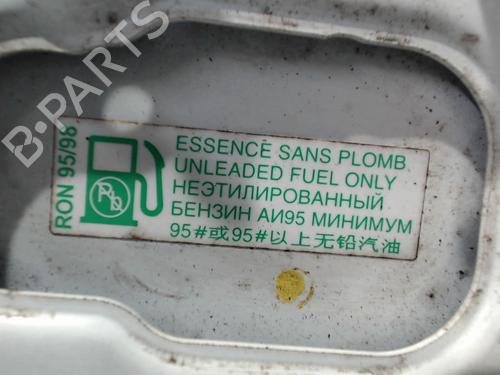 B-PARTS
RON 95/98
ESSENCE SANS PLOMB
UNLEADED FUEL ONLY
НЕЭТИЛИРОВАННЫЙ
БЕНЗИН АИ95 МИНИМУМ
95#或95#以上无铅汽油